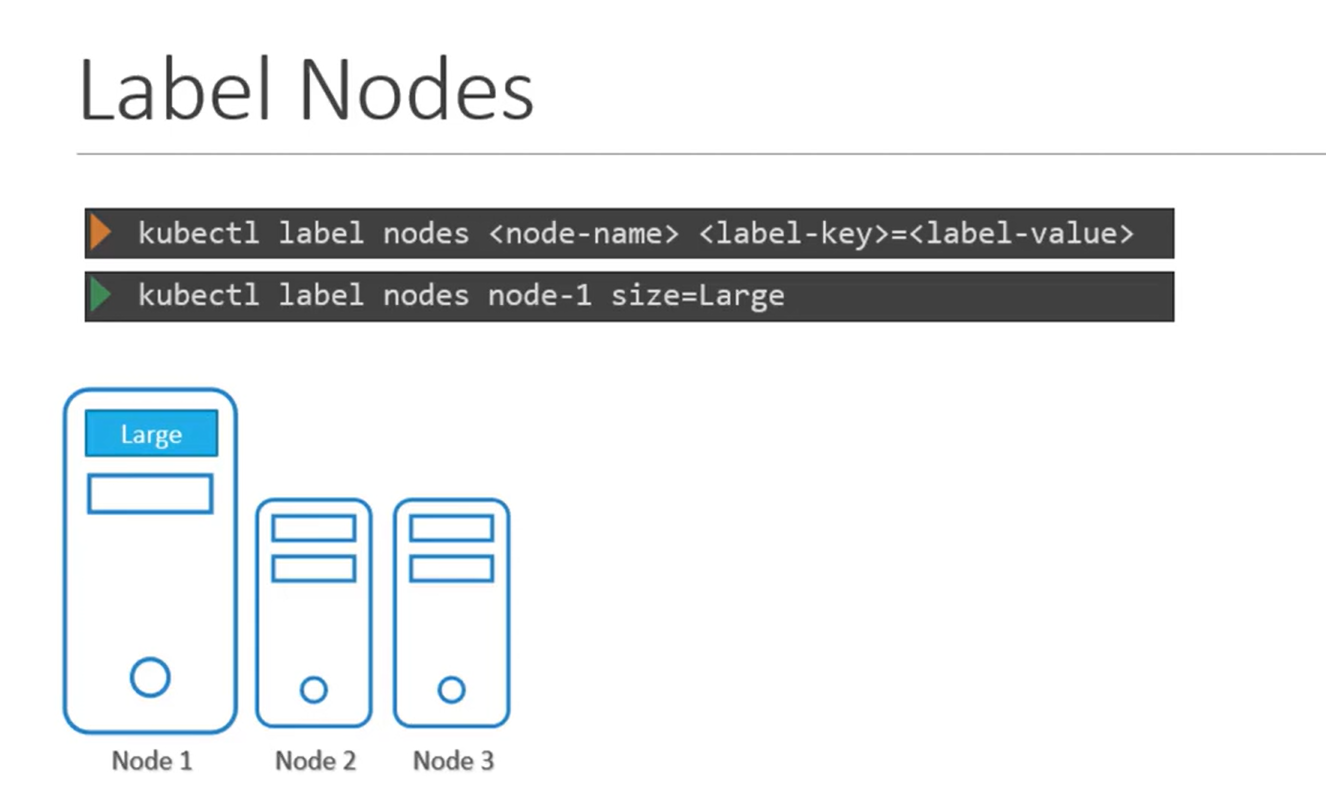 Label Nodes
kubectl label nodes <node-name> <label-key>=<label-value>
kubectl label nodes node-1 size=Large
Large
Node 1
Node 2
Node 3